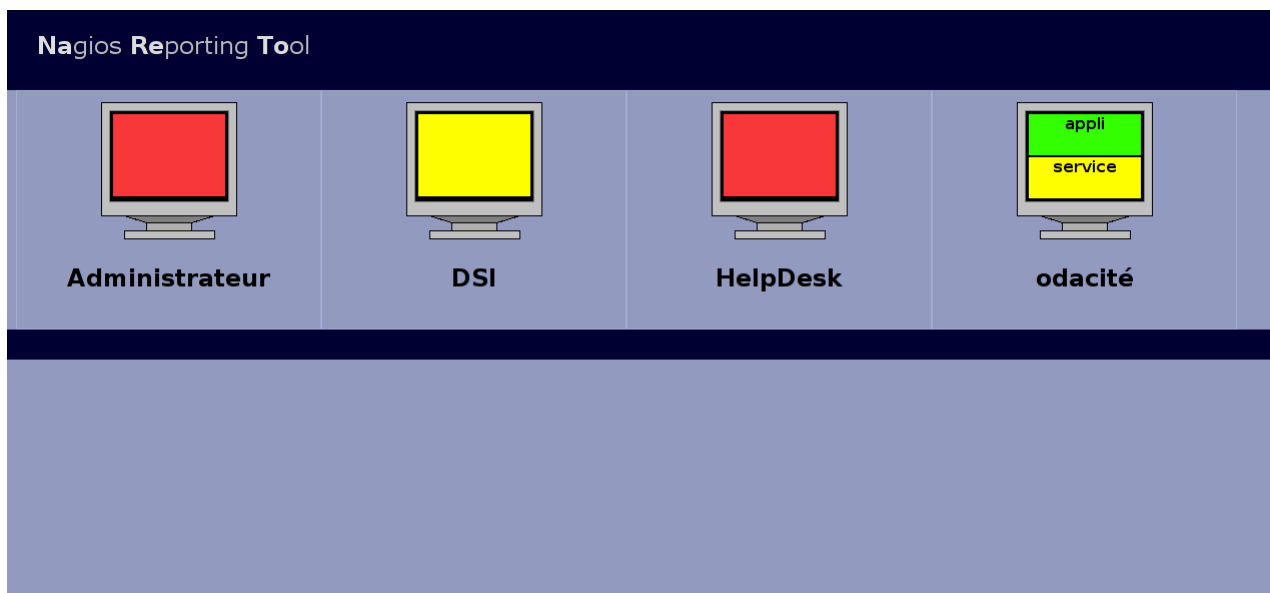 Nagios Reporting Tool
appli
service
Administrateur
DSI
HelpDesk
odacité